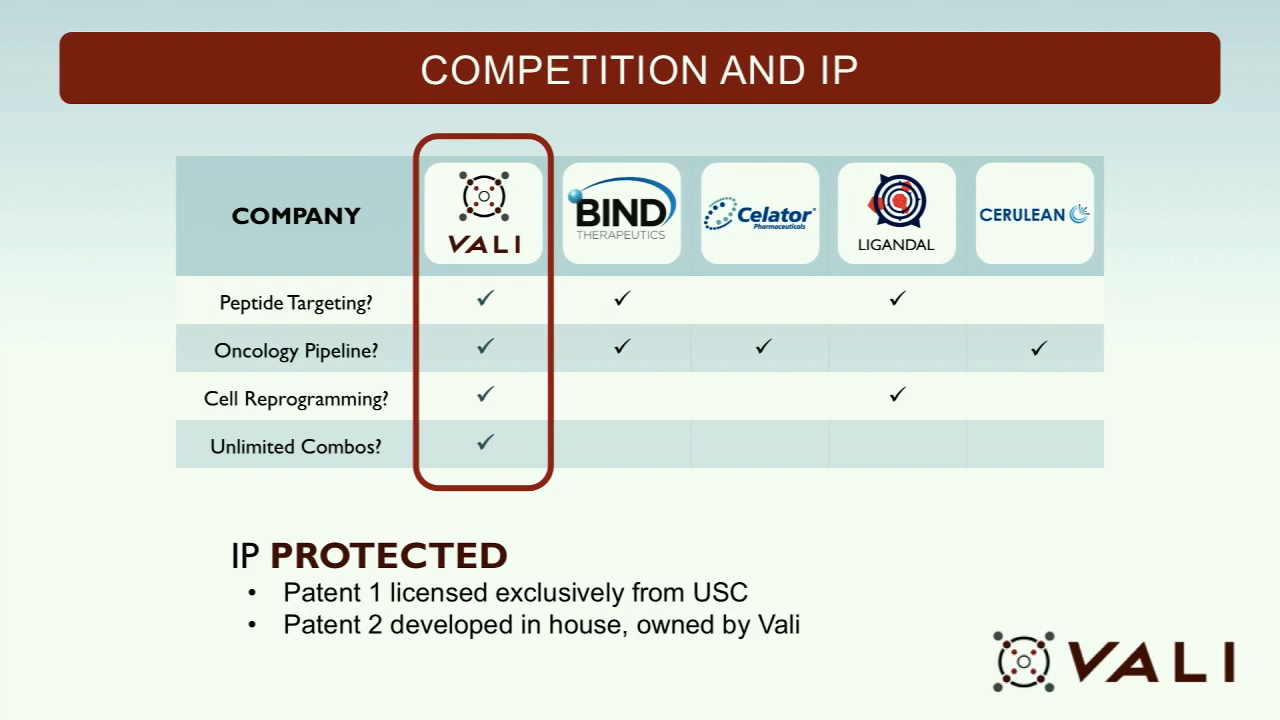 COMPETITION AND IP
COMPANY
VALI
BIND
THERAPEUTICS
Celator
Pharmaceuticals
LIGANDAL
CERULEAN
Peptide Targeting? ✓ ✓ ✓
Oncology Pipeline? ✓ ✓ ✓ ✓
Cell Reprogramming? ✓ ✓
Unlimited Combos? ✓
IP PROTECTED
• Patent 1 licensed exclusively from USC
• Patent 2 developed in house, owned by Vali
VALI